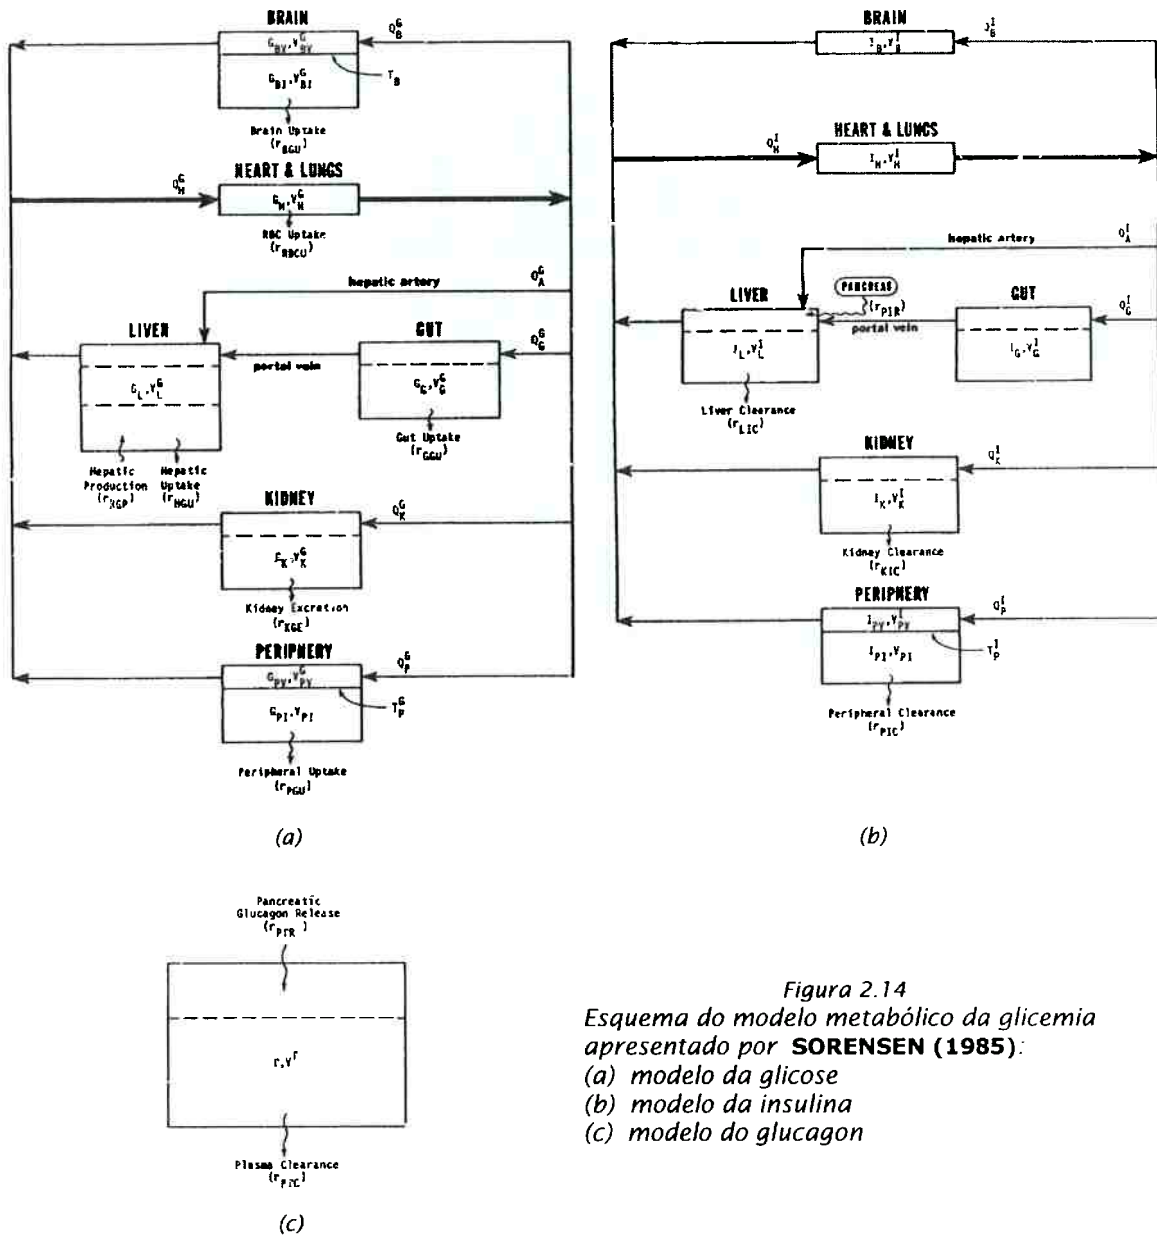 BRAIN
Q_B^G
G_BV, V_BV^G
T_B
G_BI, V_BI^G
Brain Uptake
(r_BGU)
HEART & LUNGS
Q_H^G
G_H, V_H^G
RBC Uptake
(r_RBCU)
hepatic artery
Q_A^G
LIVER
GUT
Q_G^G
portal vein
G_L, V_L^G
G_G, V_G^G
Gut Uptake
(r_GGU)
Hepatic Production
(r_HGP)
Hepatic Uptake
(r_HGU)
KIDNEY
Q_K^G
G_K, V_K^G
Kidney Excretion
(r_KGE)
PERIPHERY
Q_P^G
G_PV, V_PV^G
T_P^G
G_PI, V_PI
Peripheral Uptake
(r_PGU)
(a)
BRAIN
Q_B^I
I_B, V_B^I
HEART & LUNGS
Q_H^I
I_H, V_H^I
hepatic artery
Q_A^I
PANCREAS
(r_PIR)
LIVER
GUT
Q_G^I
portal vein
I_L, V_L^I
I_G, V_G^I
Liver Clearance
(r_LIC)
KIDNEY
Q_K^I
I_K, V_K^I
Kidney Clearance
(r_KIC)
PERIPHERY
Q_P^I
I_PV, V_PV^I
T_P^I
I_PI, V_PI
Peripheral Clearance
(r_PIC)
(b)
Pancreatic
Glucagon Release
(r_PΓR)
Γ, V^Γ
Plasma Clearance
(r_PΓC)
(c)
Figura 2.14
Esquema do modelo metabólico da glicemia
apresentado por SORENSEN (1985):
(a) modelo da glicose
(b) modelo da insulina
(c) modelo do glucagon